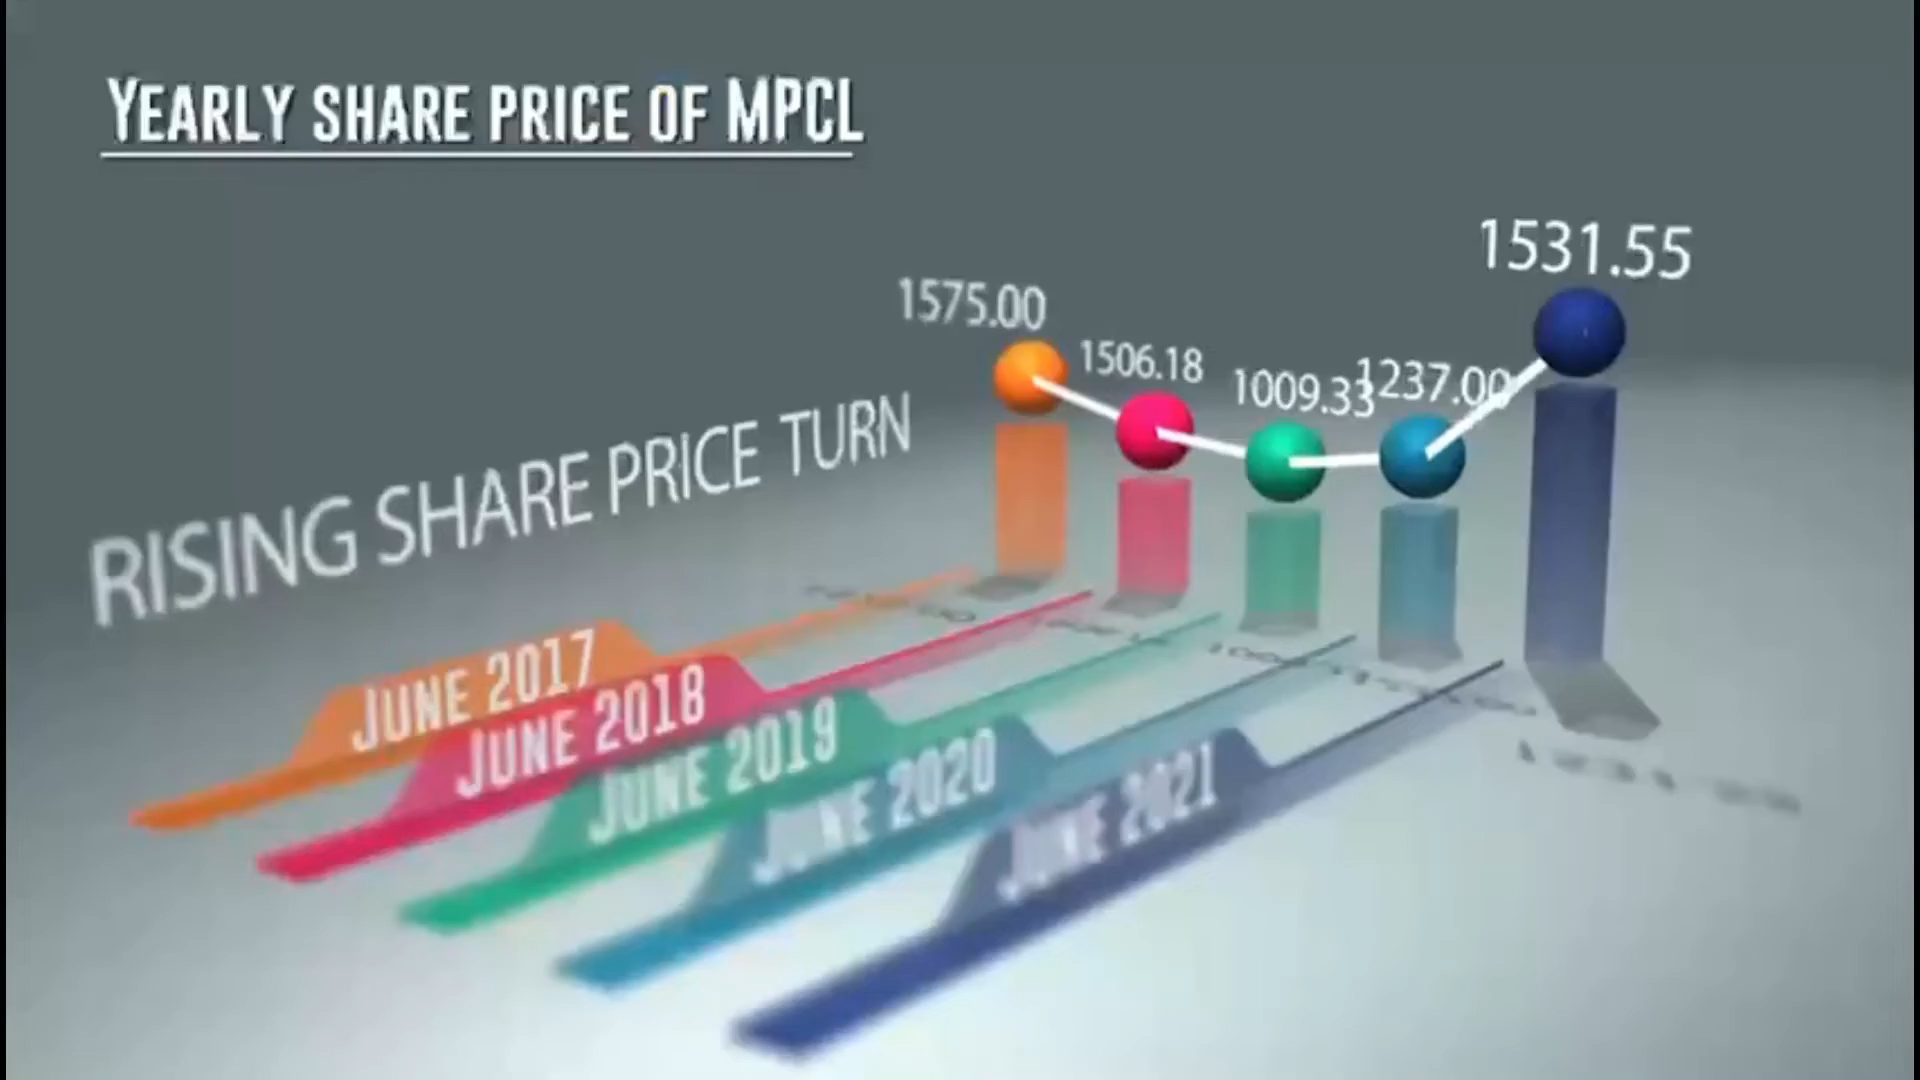 YEARLY SHARE PRICE OF MPCL
1531.55
1575.00
1506.18
1009.33
1237.00
RISING SHARE PRICE TURN
JUNE 2017
JUNE 2018
JUNE 2019
JUNE 2020
JUNE 2021